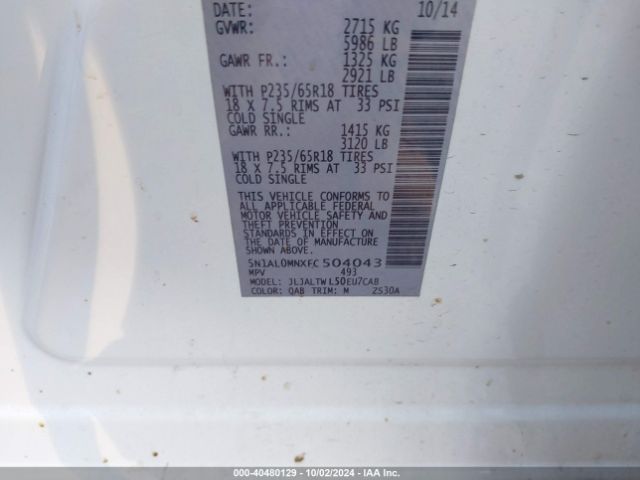 DATE: 10/14
GVWR: 2715 KG
5986 LB
GAWR FR.: 1325 KG
2921 LB
WITH P235/65R18 TIRES
18 X 7.5 RIMS AT 33 PSI
COLD SINGLE
GAWR RR.: 1415 KG
3120 LB
WITH P235/65R18 TIRES
18 X 7.5 RIMS AT 33 PSI
COLD SINGLE
THIS VEHICLE CONFORMS TO
ALL APPLICABLE FEDERAL
MOTOR VEHICLE SAFETY AND
THEFT PREVENTION
STANDARDS IN EFFECT ON
THE DATE OF MANUFACTURE
SHOWN ABOVE.
5N1AL0MNXFC504043
MPV 493
MODEL: JLJALTWL50EU7CAB
COLOR: QAB TRIM: M 2530A
000-40480129 - 10/02/2024 - IAA Inc.